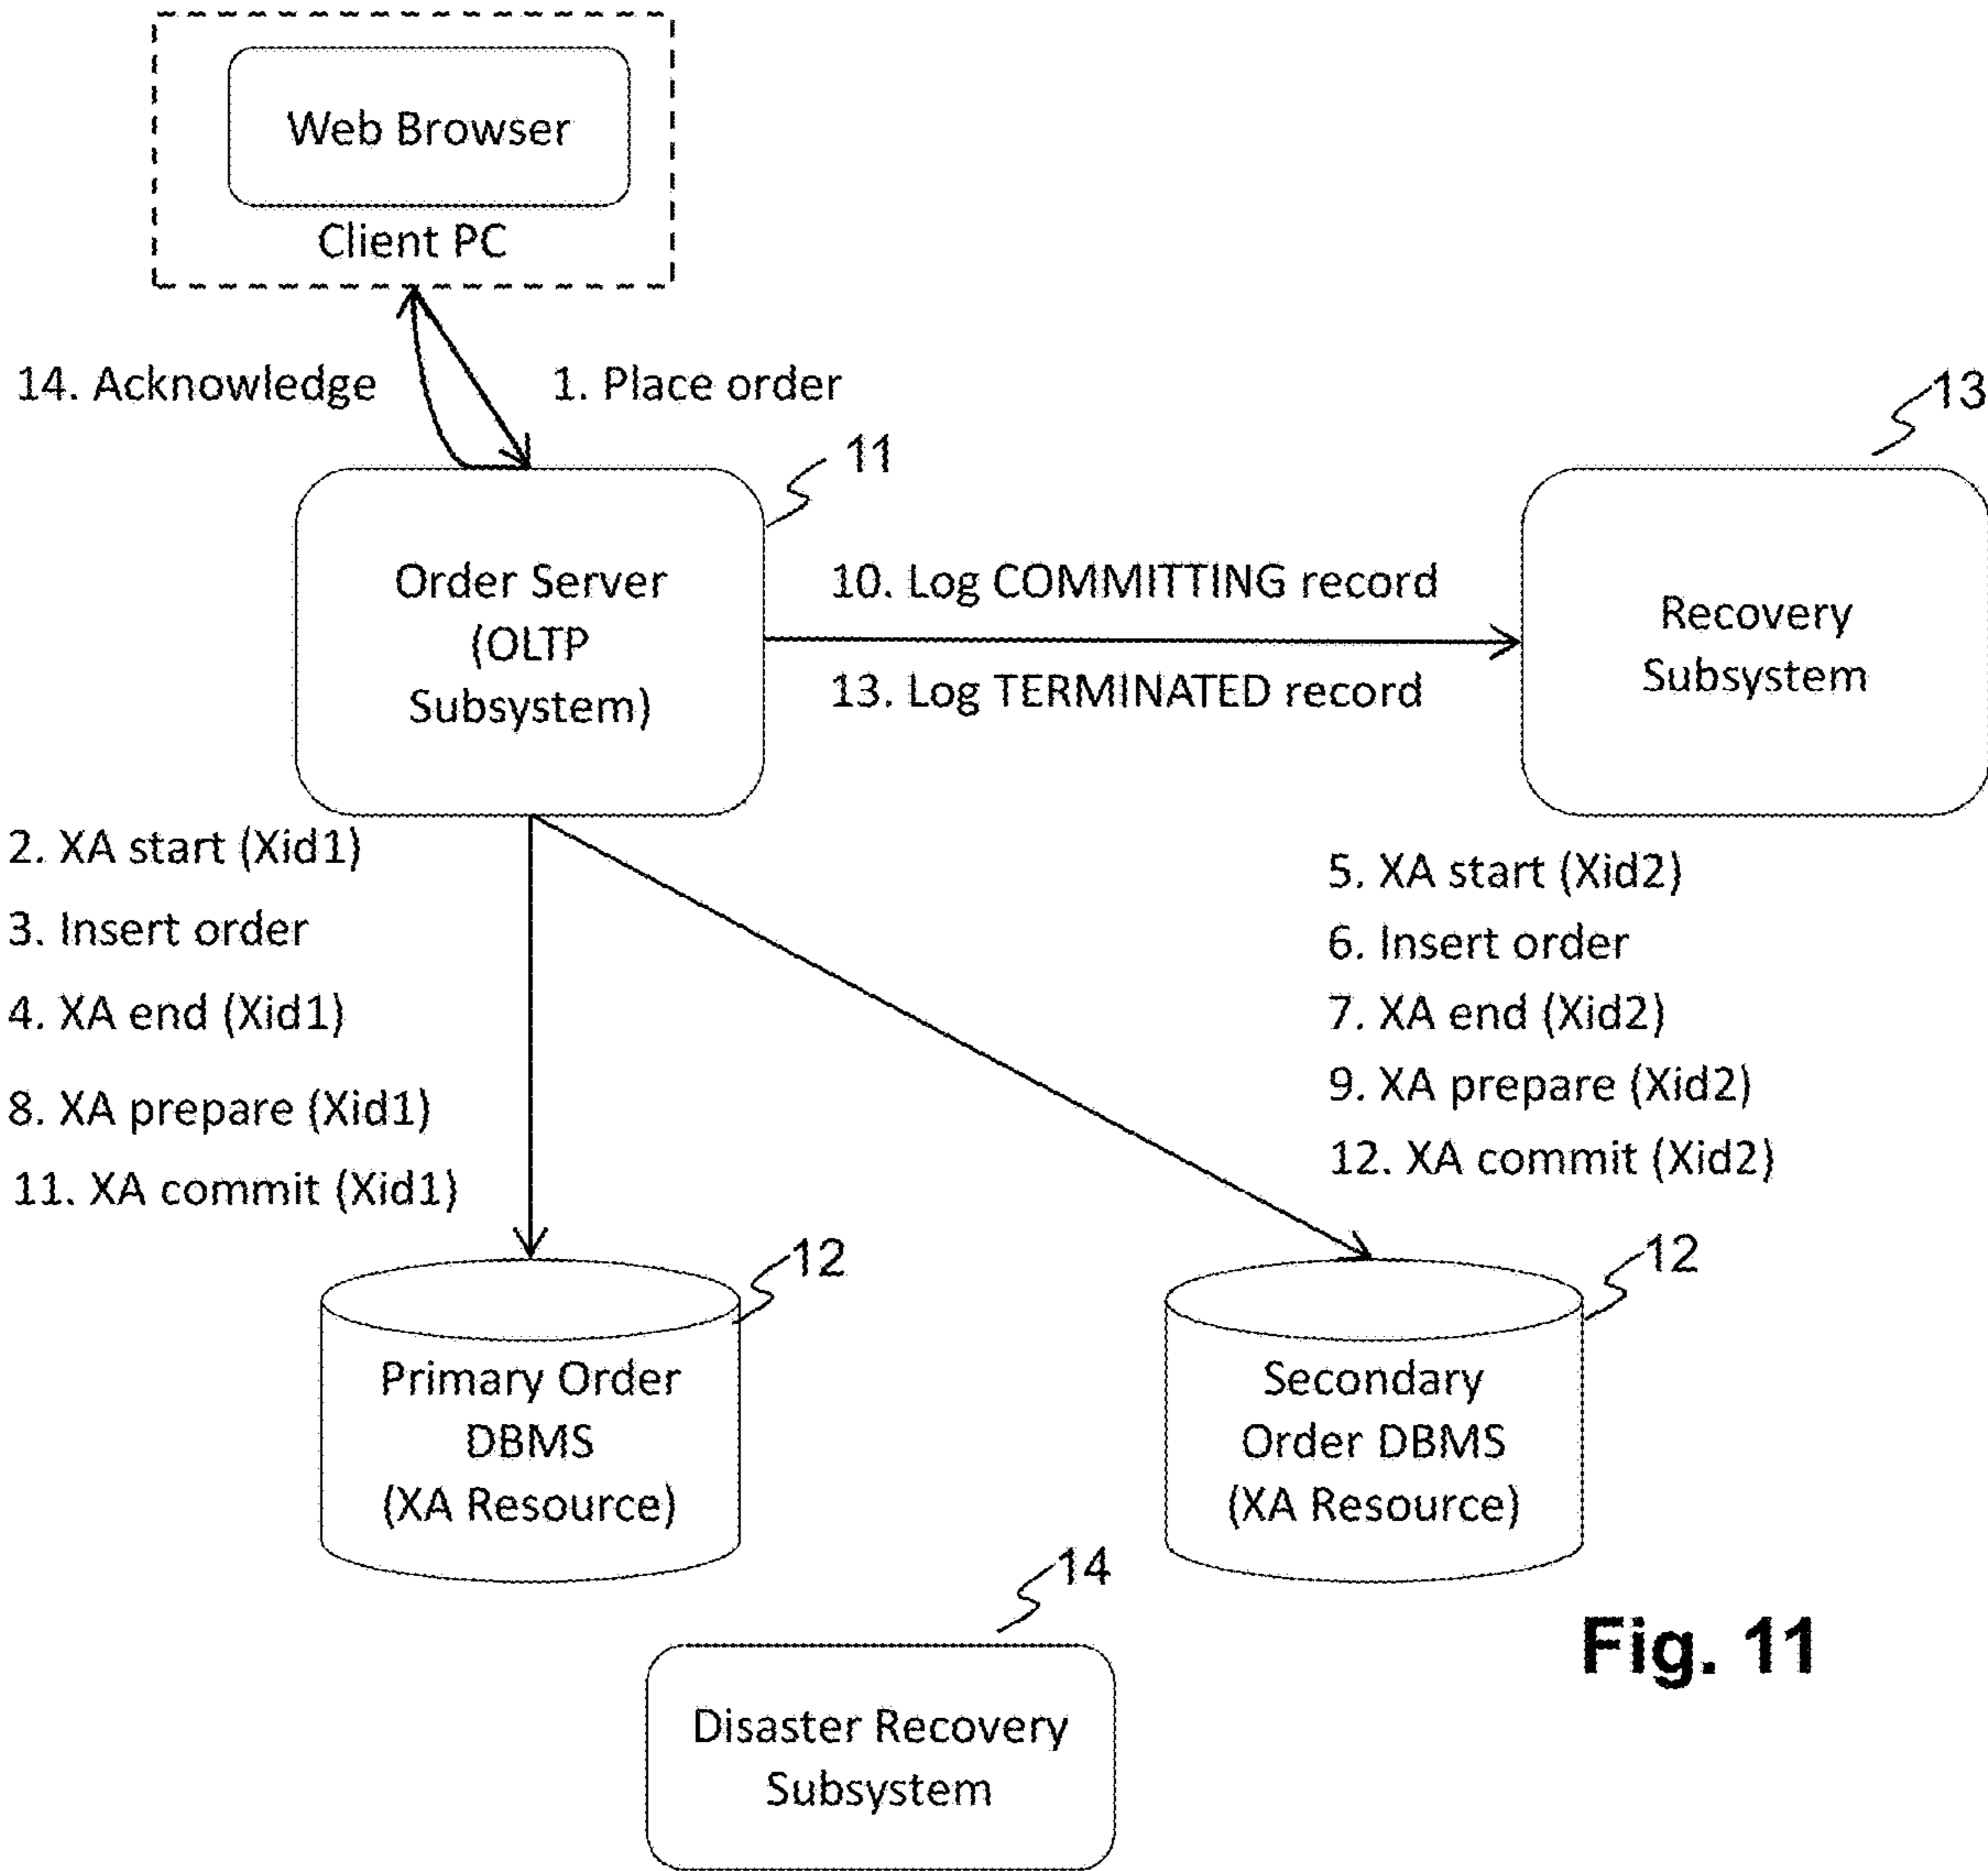 Web Browser
Client PC
14. Acknowledge
1. Place order
11
13
Order Server
(OLTP
Subsystem)
10. Log COMMITTING record
13. Log TERMINATED record
Recovery
Subsystem
2. XA start (Xid1)
3. Insert order
4. XA end (Xid1)
8. XA prepare (Xid1)
11. XA commit (Xid1)
5. XA start (Xid2)
6. Insert order
7. XA end (Xid2)
9. XA prepare (Xid2)
12. XA commit (Xid2)
12
Primary Order
DBMS
(XA Resource)
12
Secondary
Order DBMS
(XA Resource)
14
Disaster Recovery
Subsystem
Fig. 11